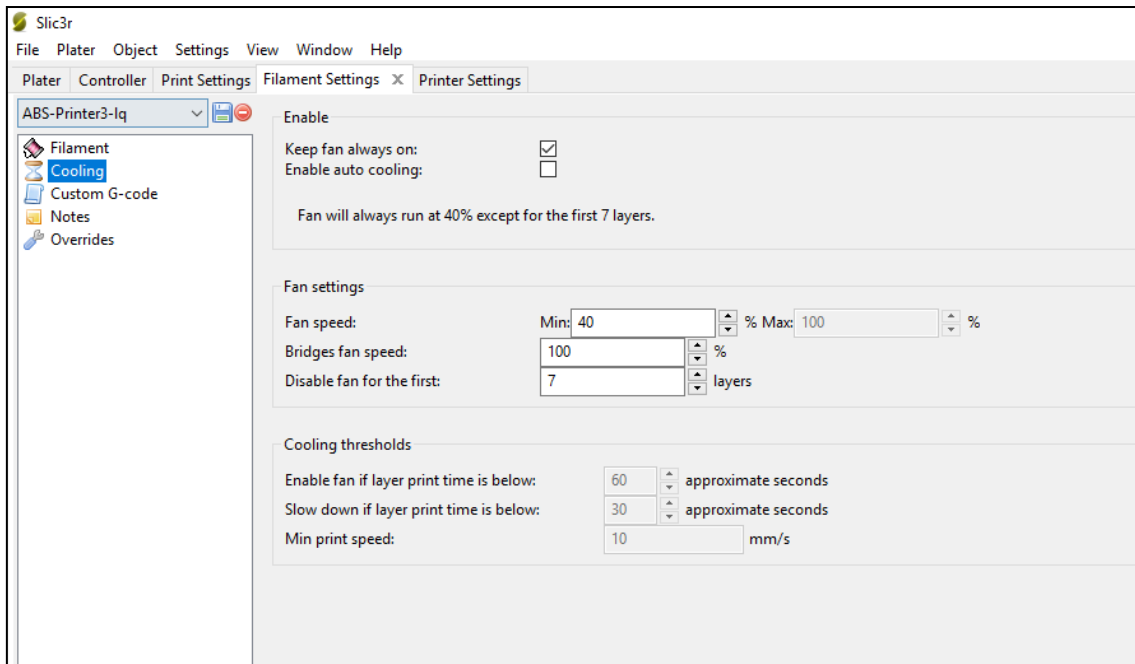 Slic3r
File Plater Object Settings View Window Help
Plater Controller Print Settings Filament Settings X Printer Settings
ABS-Printer3-lq
Filament
Cooling
Custom G-code
Notes
Overrides
Enable
Keep fan always on:
Enable auto cooling:
Fan will always run at 40% except for the first 7 layers.
Fan settings
Fan speed: Min: 40 % Max: 100 %
Bridges fan speed: 100 %
Disable fan for the first: 7 layers
Cooling thresholds
Enable fan if layer print time is below: 60 approximate seconds
Slow down if layer print time is below: 30 approximate seconds
Min print speed: 10 mm/s